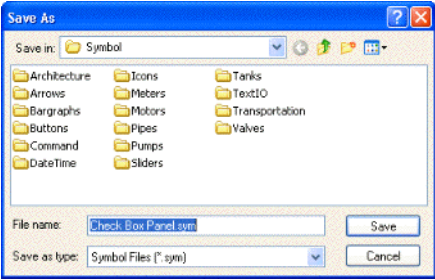 Save As
Save in: Symbol
Architecture Icons Tanks
Arrows Meters TextIO
Bargraphs Motors Transportation
Buttons Pipes Valves
Command Pumps
DateTime Sliders
File name: Check Box Panel.sym Save
Save as type: Symbol Files (*.sym) Cancel